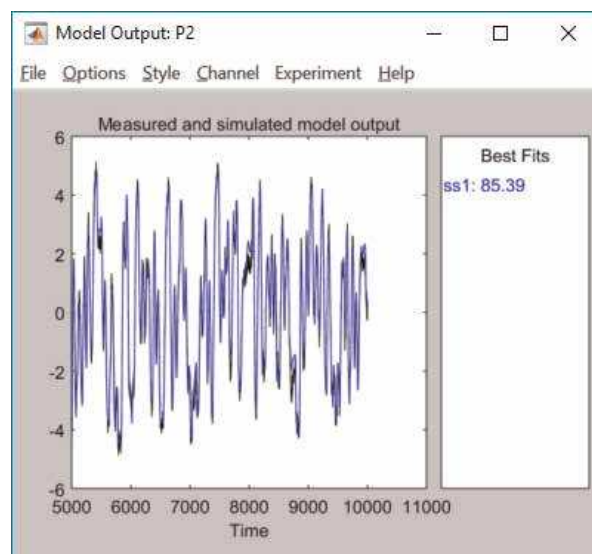 Model Output: P2
File Options Style Channel Experiment Help
Measured and simulated model output
6
4
2
0
-2
-4
-6
5000 6000 7000 8000 9000 10000 11000
Time
Best Fits
ss1: 85.39